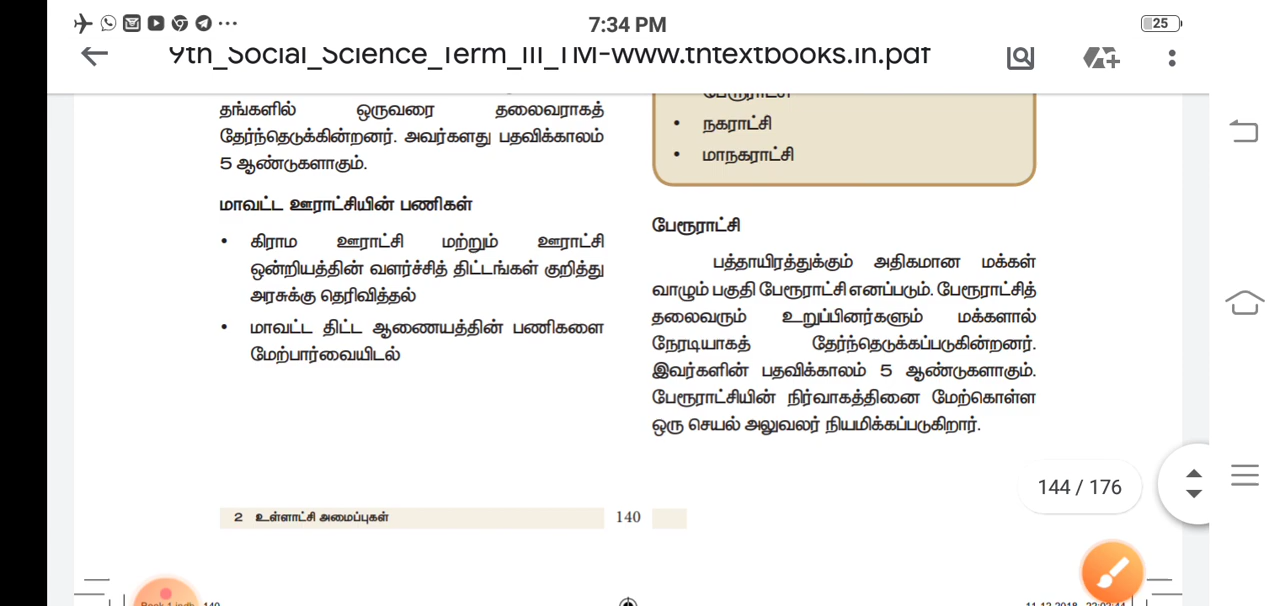 7:34 PM
25
9th_Social_Science_Term_III_TM-www.tntextbooks.in.pdf
தங்களில் ஒருவரை தலைவராகத்
தேர்ந்தெடுக்கின்றனர். அவர்களது பதவிக்காலம்
5 ஆண்டுகளாகும்.
மாவட்ட ஊராட்சியின் பணிகள்
• கிராம ஊராட்சி மற்றும் ஊராட்சி
ஒன்றியத்தின் வளர்ச்சித் திட்டங்கள் குறித்து
அரசுக்கு தெரிவித்தல்
• மாவட்ட திட்ட ஆணையத்தின் பணிகளை
மேற்பார்வையிடல்
பேரூராட்சி
• நகராட்சி
• மாநகராட்சி
பேரூராட்சி
பத்தாயிரத்துக்கும் அதிகமான மக்கள்
வாழும் பகுதி பேரூராட்சி எனப்படும். பேரூராட்சித்
தலைவரும் உறுப்பினர்களும் மக்களால்
நேரடியாகத் தேர்ந்தெடுக்கப்படுகின்றனர்.
இவர்களின் பதவிக்காலம் 5 ஆண்டுகளாகும்.
பேரூராட்சியின் நிர்வாகத்தினை மேற்கொள்ள
ஒரு செயல் அலுவலர் நியமிக்கப்படுகிறார்.
144 / 176
2 உள்ளாட்சி அமைப்புகள் 140